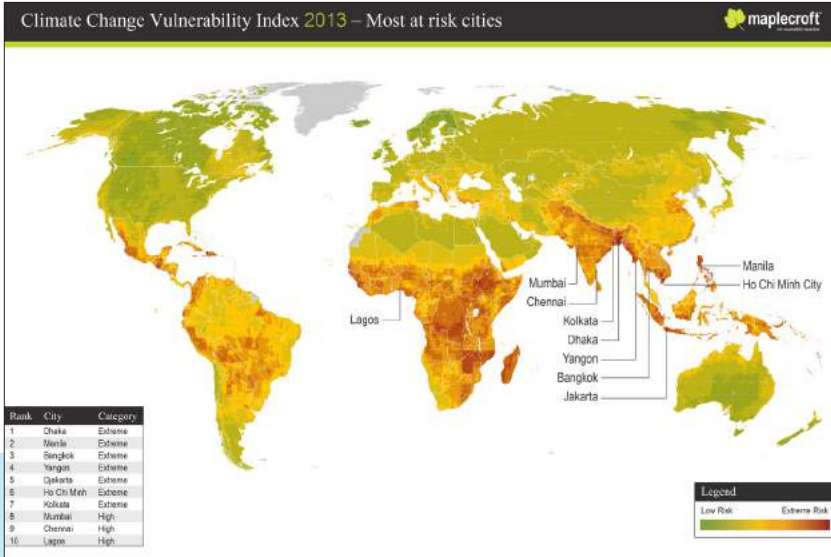 Climate Change Vulnerability Index 2013 – Most at risk cities
maplecroft
Manila
Ho Chi Minh City
Mumbai
Chennai
Lagos
Kolkata
Dhaka
Yangon
Bangkok
Jakarta
Rank City Category
1 Dhaka Extreme
2 Manila Extreme
3 Bangkok Extreme
4 Yangon Extreme
5 Djakarta Extreme
6 Ho Chi Minh Extreme
7 Kolkata Extreme
8 Mumbai High
9 Chennai High
10 Lagos High
Legend
Low Risk Extreme Risk